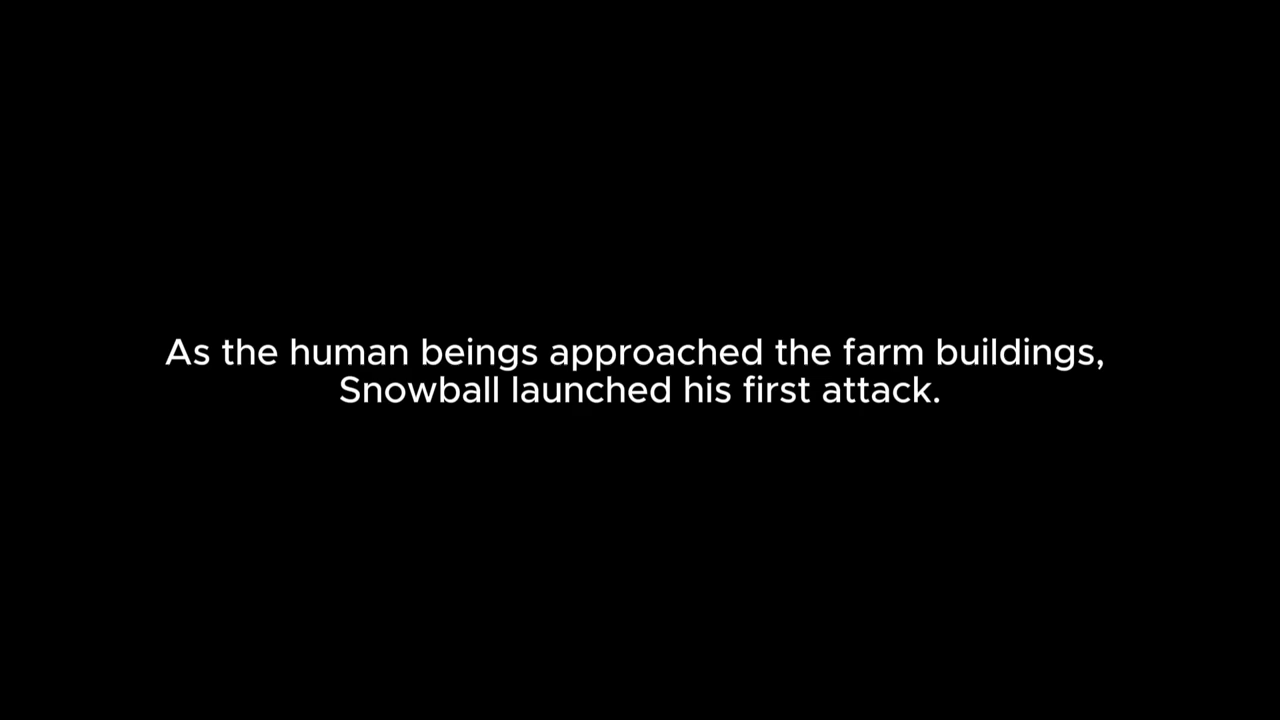 As the human beings approached the farm buildings,
Snowball launched his first attack.